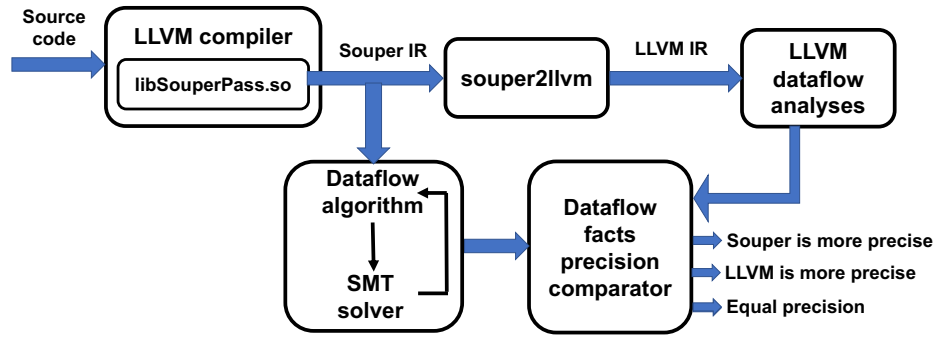 Source
code
LLVM compiler
libSouperPass.so
Souper IR
souper2llvm
LLVM IR
LLVM
dataflow
analyses
Dataflow
algorithm
SMT
solver
Dataflow
facts
precision
comparator
Souper is more precise
LLVM is more precise
Equal precision